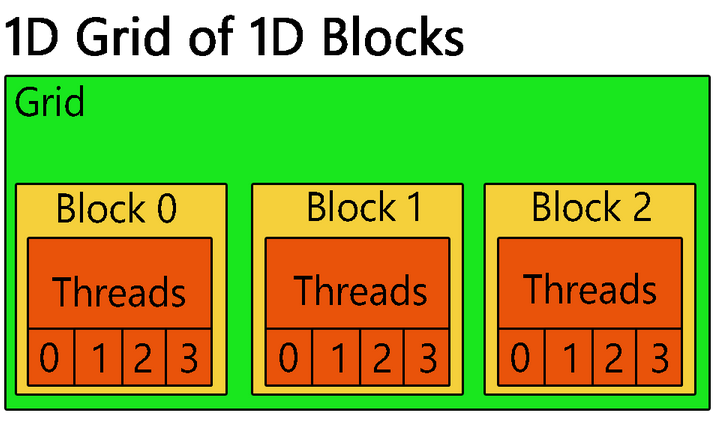 1D Grid of 1D Blocks
Grid
Block 0
Threads
0 1 2 3
Block 1
Threads
0 1 2 3
Block 2
Threads
0 1 2 3